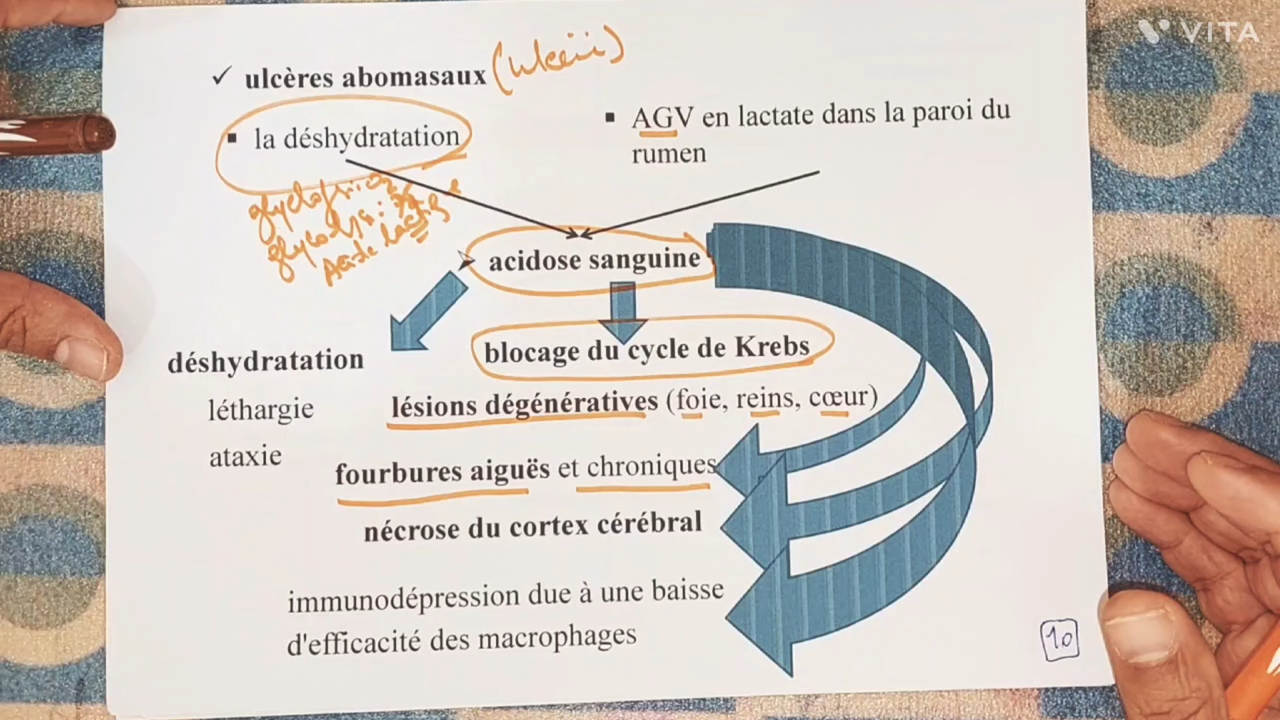 VITA
✓ ulcères abomasaux
▪ la déshydratation
▪ AGV en lactate dans la paroi du
rumen
➤ acidose sanguine
déshydratation
léthargie
ataxie
blocage du cycle de Krebs
lésions dégénératives (foie, reins, cœur)
fourbures aiguës et chroniques
nécrose du cortex cérébral
immunodépression due à une baisse
d'efficacité des macrophages
10